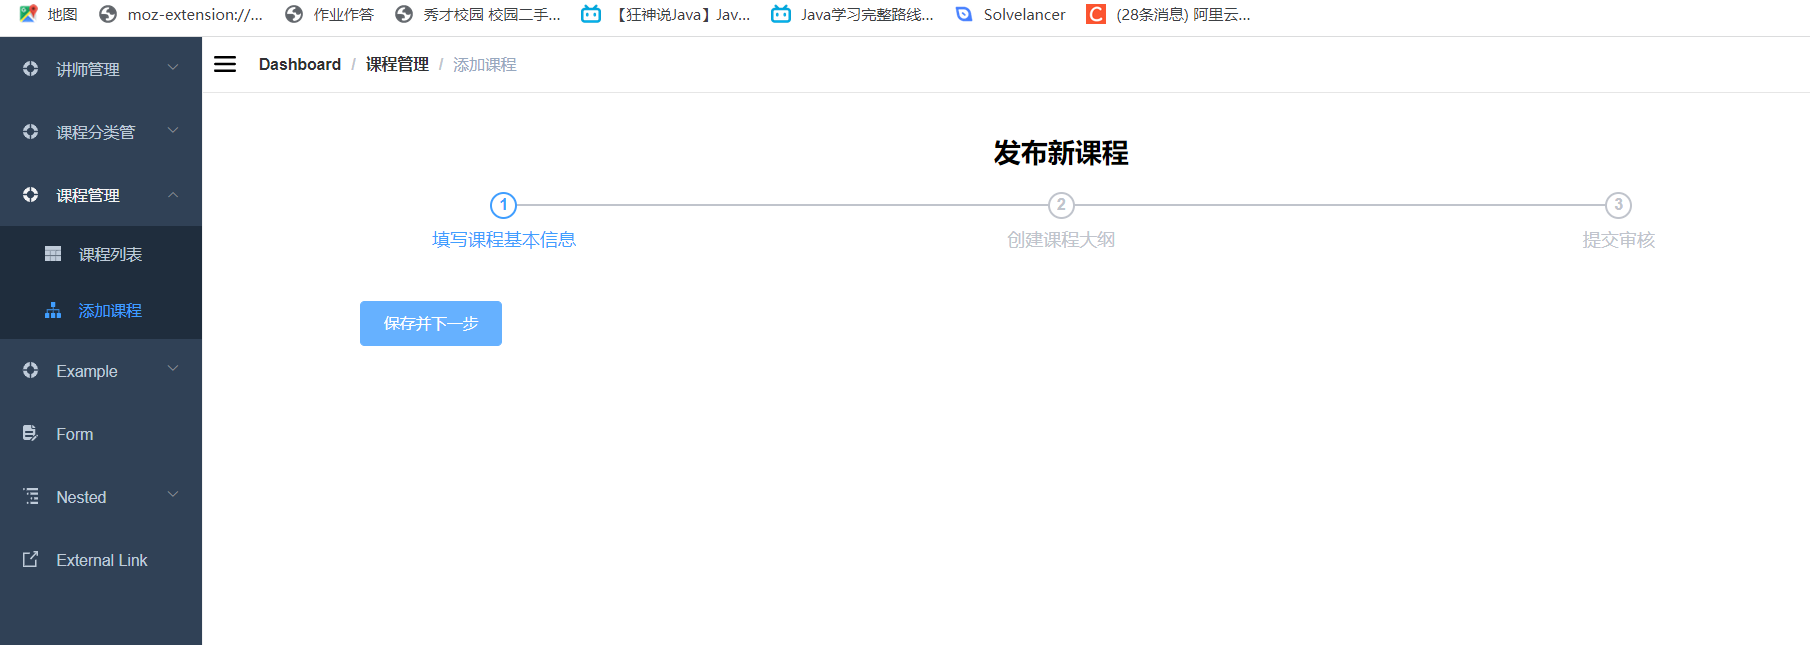 地图 moz-extension://... 作业作答 秀才校园 校园二手... 【狂神说Java】Jav... Java学习完整路线... Solvelancer C (28条消息) 阿里云...
讲师管理
Dashboard / 课程管理 / 添加课程
课程分类管
发布新课程
课程管理
1 2 3
填写课程基本信息 创建课程大纲 提交审核
课程列表
添加课程
保存并下一步
Example
Form
Nested
External Link